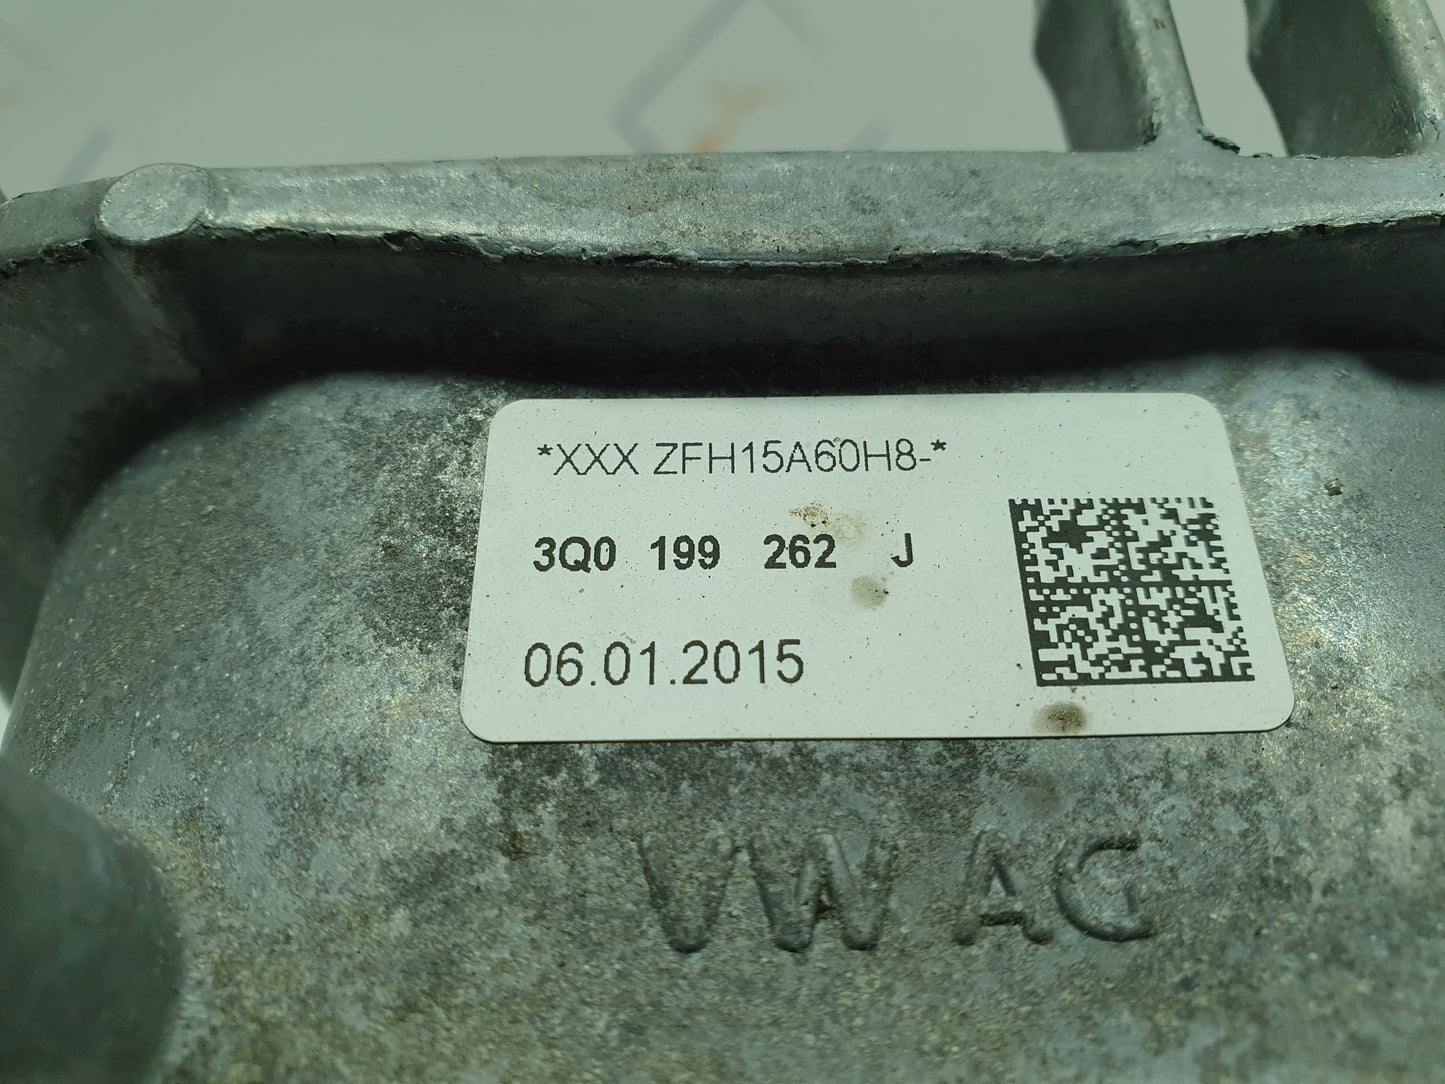 *XXX ZFH15A60H8-*
3Q0 199 262 J
06.01.2015
VW AG